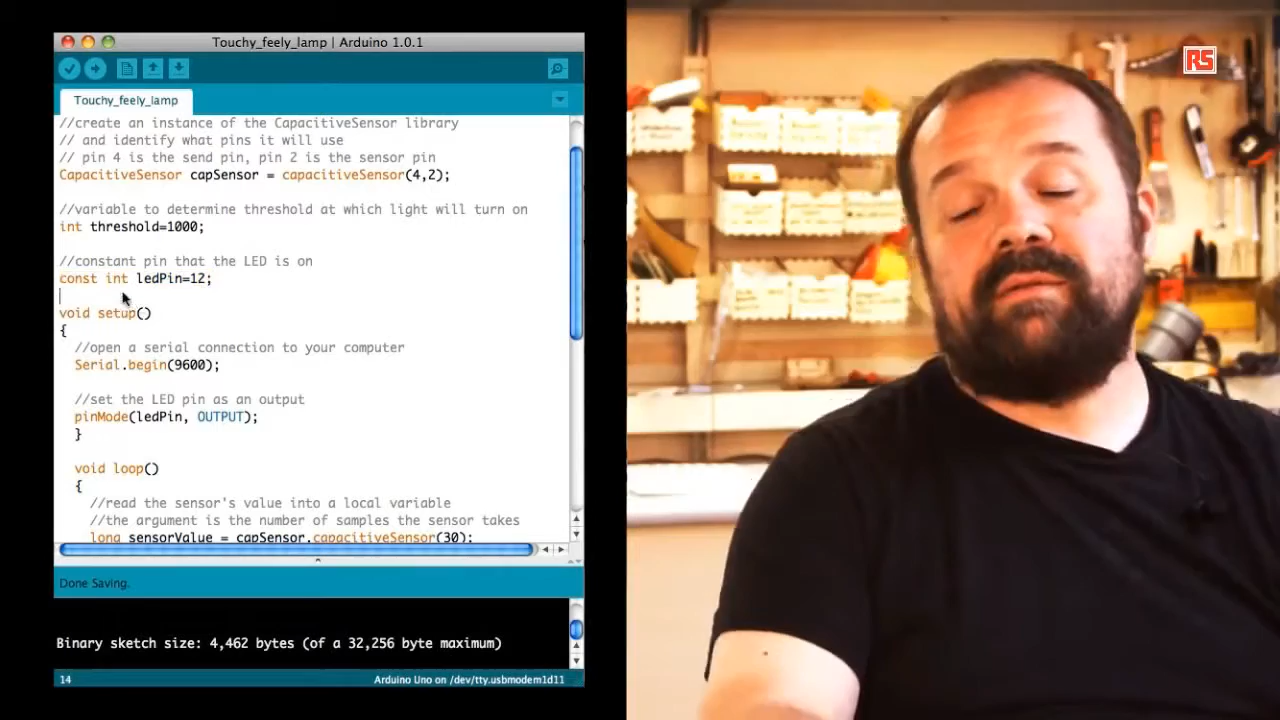 Touchy_feely_lamp | Arduino 1.0.1
Touchy_feely_lamp
//create an instance of the CapacitiveSensor library
// and identify what pins it will use
// pin 4 is the send pin, pin 2 is the sensor pin
CapacitiveSensor capSensor = capacitiveSensor(4,2);
//variable to determine threshold at which light will turn on
int threshold=1000;
//constant pin that the LED is on
const int ledPin=12;
void setup()
{
//open a serial connection to your computer
Serial.begin(9600);
//set the LED pin as an output
pinMode(ledPin, OUTPUT);
}
void loop()
{
//read the sensor's value into a local variable
//the argument is the number of samples the sensor takes
long sensorValue = capSensor.capacitiveSensor(30);
Done Saving.
Binary sketch size: 4,462 bytes (of a 32,256 byte maximum)
14
Arduino Uno on /dev/tty.usbmodem1d11
RS